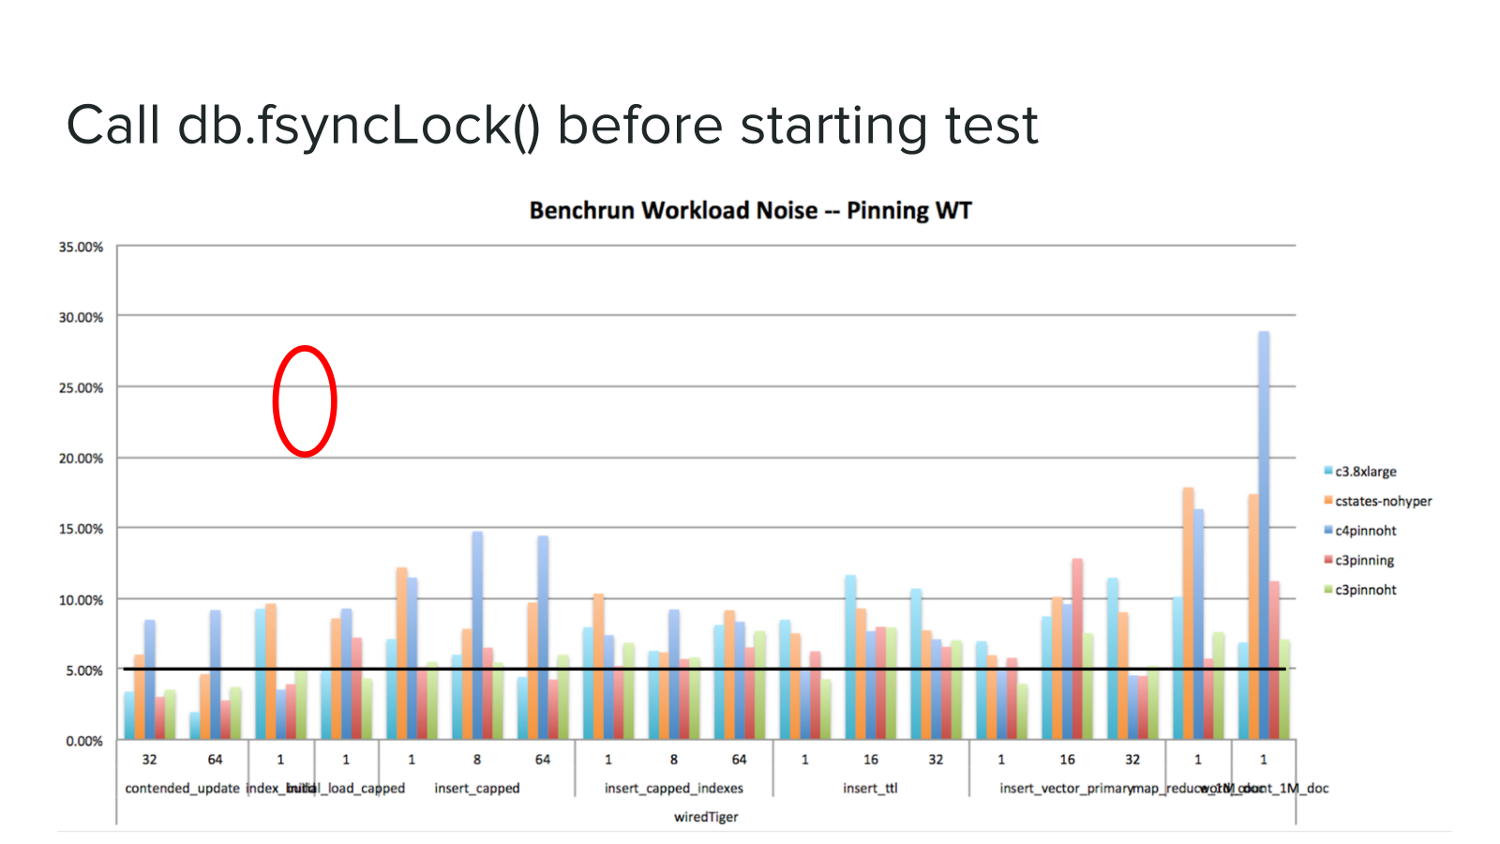 Call db.fsyncLock() before starting test
Benchrun Workload Noise -- Pinning WT
35.00%
30.00%
25.00%
20.00%
15.00%
10.00%
5.00%
0.00%
c3.8xlarge
cstates-nohyper
c4pinnoht
c3pinning
c3pinnoht
32 64 1 1 1 8 64 1 8 64 1 16 32 1 16 32 1 1
contended_update index_build initial_load_capped insert_capped insert_capped_indexes insert_ttl insert_vector_primary map_reduce_1M_doc word_count_1M_doc
wiredTiger